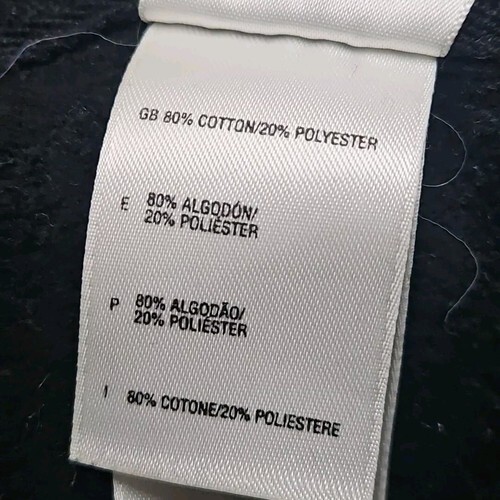 GB 80% COTTON/20% POLYESTER
E 80% ALGODÓN/
20% POLIÉSTER
P 80% ALGODÃO/
20% POLIÉSTER
I 80% COTONE/20% POLIESTERE